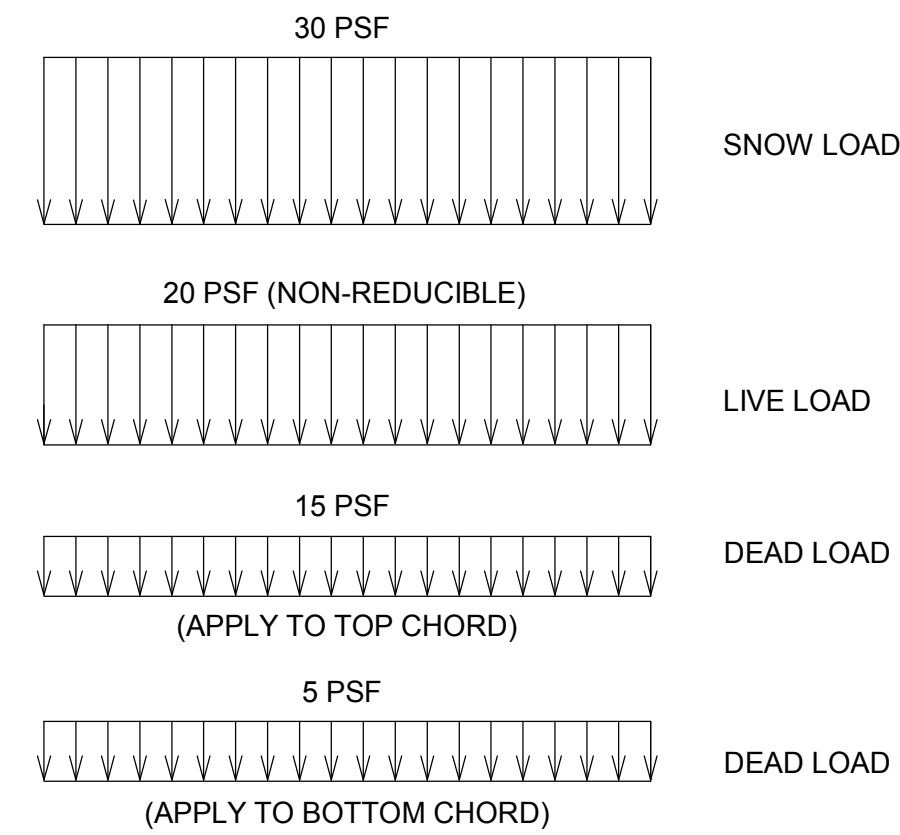 30 PSF
SNOW LOAD
20 PSF (NON-REDUCIBLE)
LIVE LOAD
15 PSF
DEAD LOAD
(APPLY TO TOP CHORD)
5 PSF
DEAD LOAD
(APPLY TO BOTTOM CHORD)